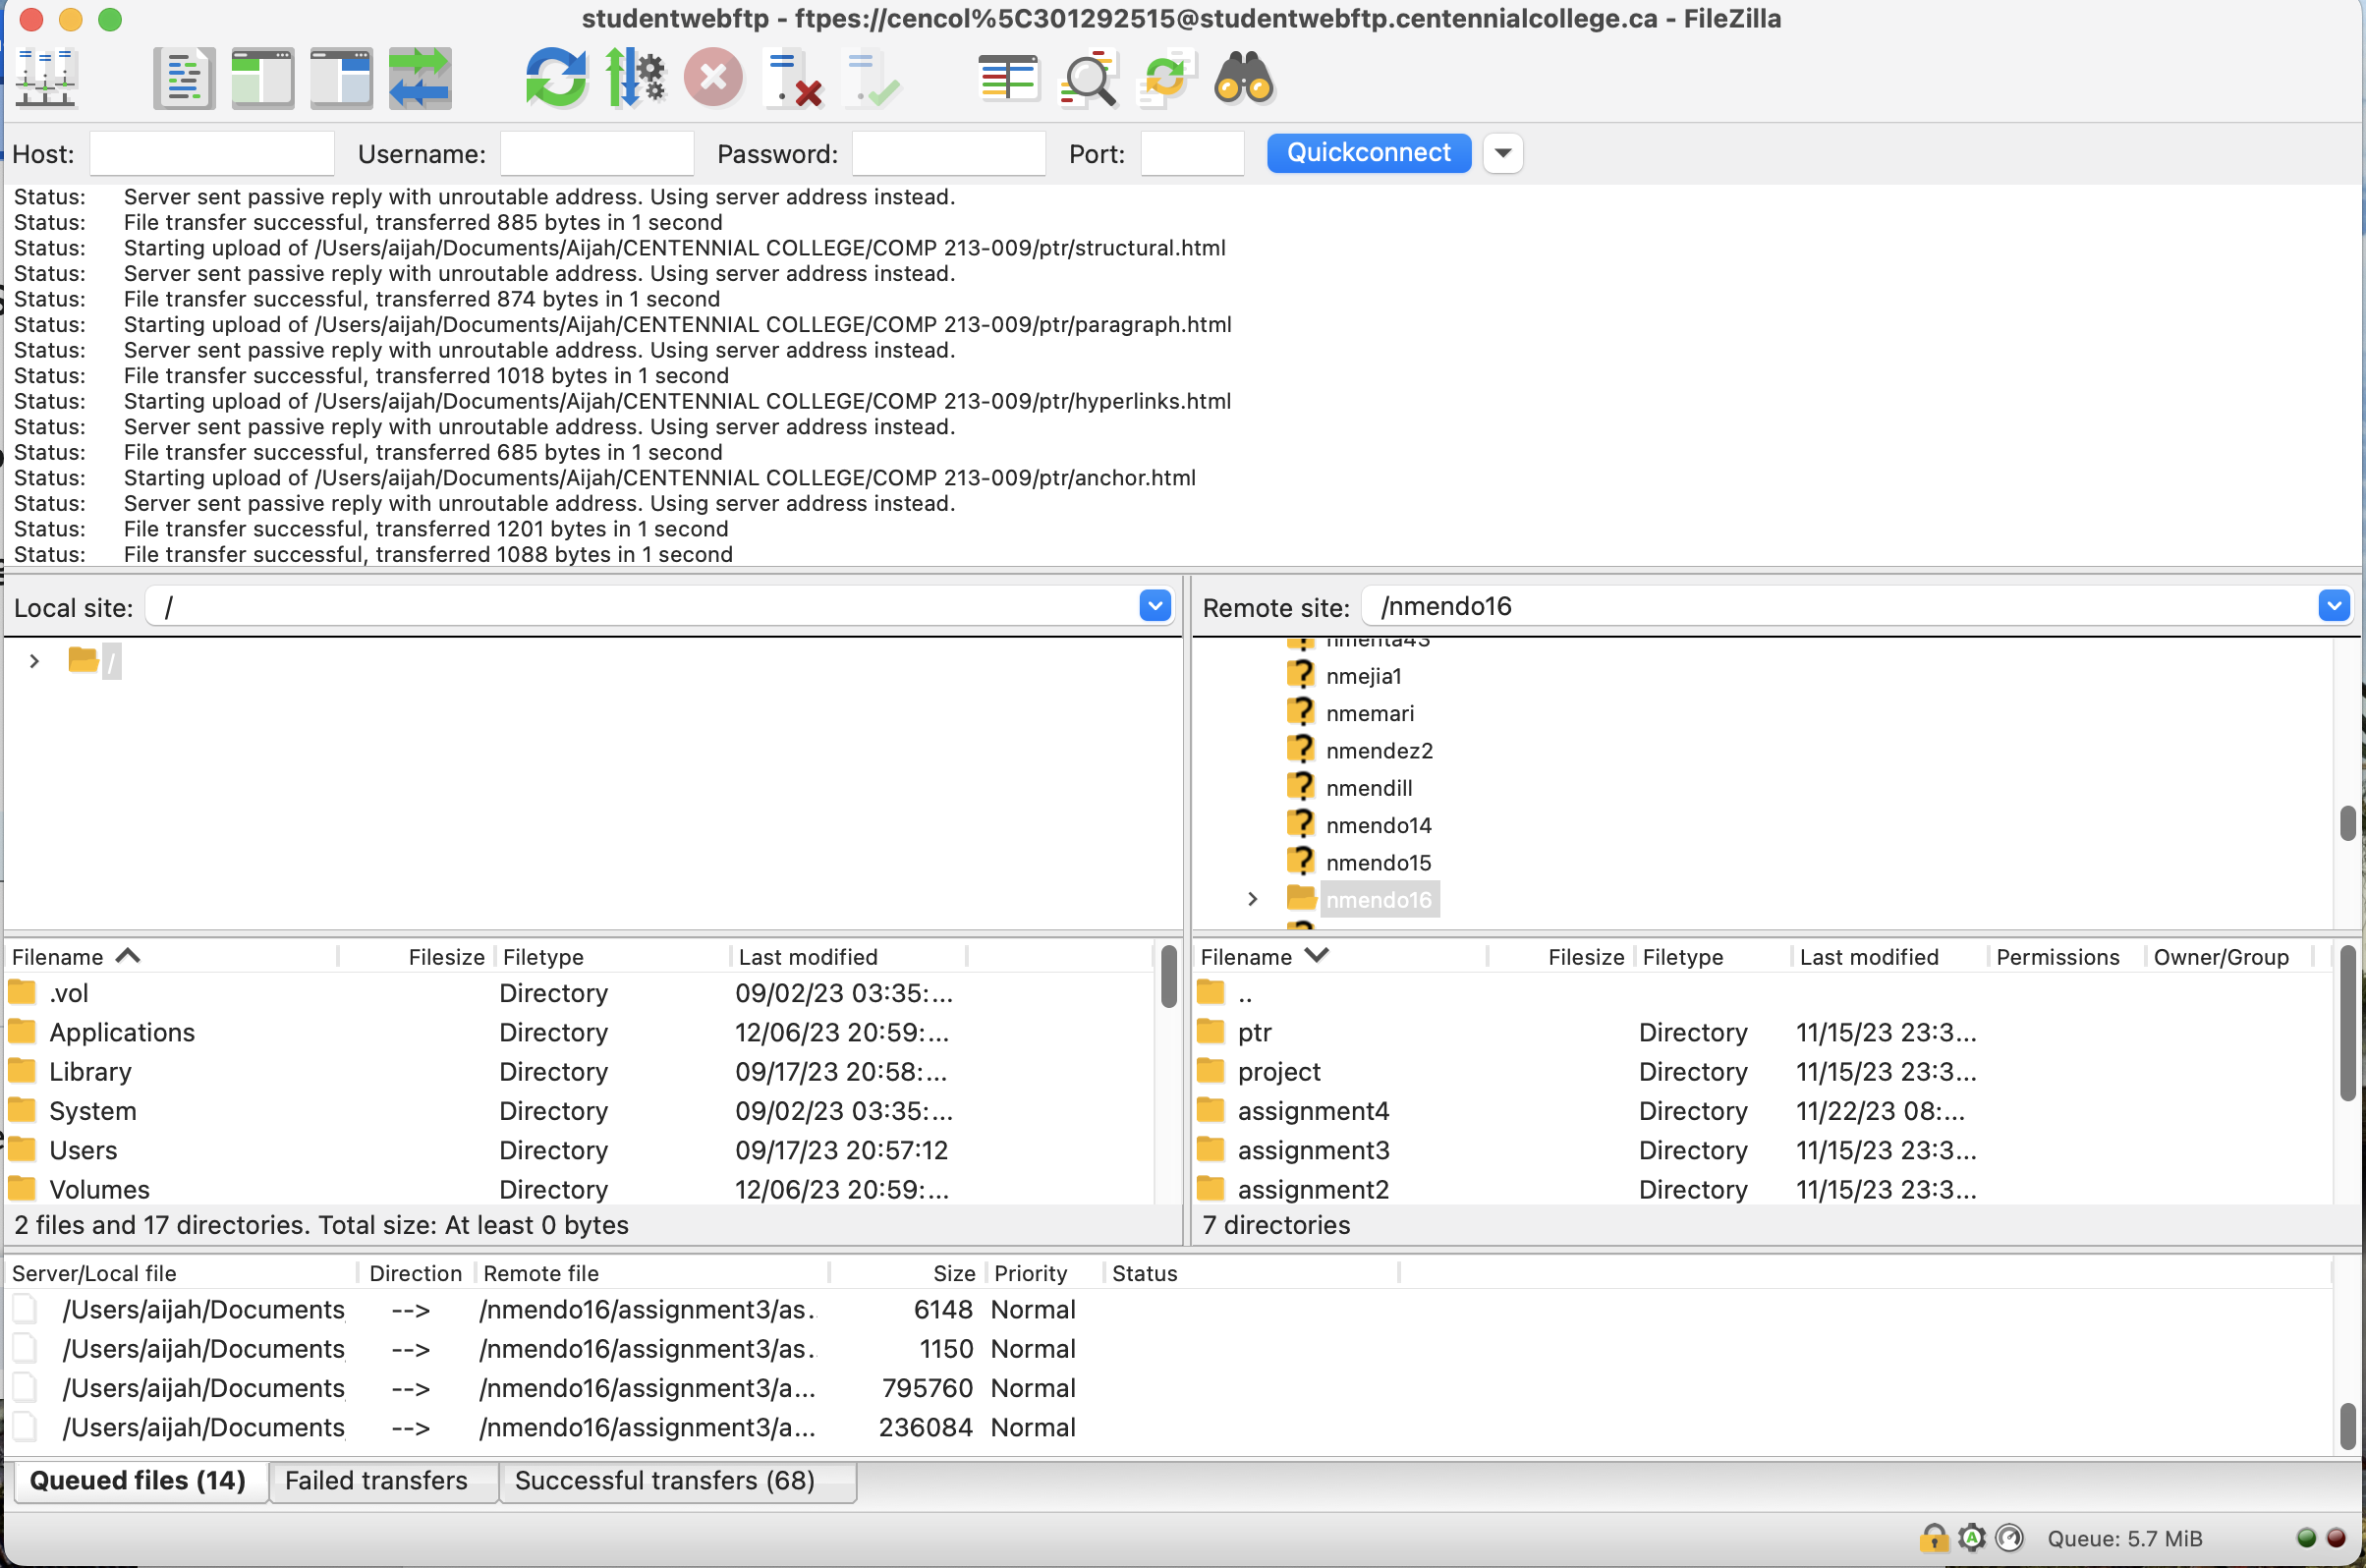 studentwebftp - ftpes://cencol%5C301292515@studentwebftp.centennialcollege.ca - FileZilla
Host: Username: Password: Port: Quickconnect
Status: Server sent passive reply with unroutable address. Using server address instead.
Status: File transfer successful, transferred 885 bytes in 1 second
Status: Starting upload of /Users/aijah/Documents/Aijah/CENTENNIAL COLLEGE/COMP 213-009/ptr/structural.html
Status: Server sent passive reply with unroutable address. Using server address instead.
Status: File transfer successful, transferred 874 bytes in 1 second
Status: Starting upload of /Users/aijah/Documents/Aijah/CENTENNIAL COLLEGE/COMP 213-009/ptr/paragraph.html
Status: Server sent passive reply with unroutable address. Using server address instead.
Status: File transfer successful, transferred 1018 bytes in 1 second
Status: Starting upload of /Users/aijah/Documents/Aijah/CENTENNIAL COLLEGE/COMP 213-009/ptr/hyperlinks.html
Status: Server sent passive reply with unroutable address. Using server address instead.
Status: File transfer successful, transferred 685 bytes in 1 second
Status: Starting upload of /Users/aijah/Documents/Aijah/CENTENNIAL COLLEGE/COMP 213-009/ptr/anchor.html
Status: Server sent passive reply with unroutable address. Using server address instead.
Status: File transfer successful, transferred 1201 bytes in 1 second
Status: File transfer successful, transferred 1088 bytes in 1 second
Local site: /
/
Filename Filesize Filetype Last modified
.vol Directory 09/02/23 03:35:...
Applications Directory 12/06/23 20:59:...
Library Directory 09/17/23 20:58:...
System Directory 09/02/23 03:35:...
Users Directory 09/17/23 20:57:12
Volumes Directory 12/06/23 20:59:...
2 files and 17 directories. Total size: At least 0 bytes
Remote site: /nmendo16
nmenta43
nmejia1
nmemari
nmendez2
nmendill
nmendo14
nmendo15
nmendo16
Filename Filesize Filetype Last modified Permissions Owner/Group
..
ptr Directory 11/15/23 23:3...
project Directory 11/15/23 23:3...
assignment4 Directory 11/22/23 08:...
assignment3 Directory 11/15/23 23:3...
assignment2 Directory 11/15/23 23:3...
7 directories
Server/Local file Direction Remote file Size Priority Status
/Users/aijah/Documents --> /nmendo16/assignment3/as.. 6148 Normal
/Users/aijah/Documents --> /nmendo16/assignment3/as.. 1150 Normal
/Users/aijah/Documents --> /nmendo16/assignment3/a... 795760 Normal
/Users/aijah/Documents --> /nmendo16/assignment3/a... 236084 Normal
Queued files (14) Failed transfers Successful transfers (68)
Queue: 5.7 MiB